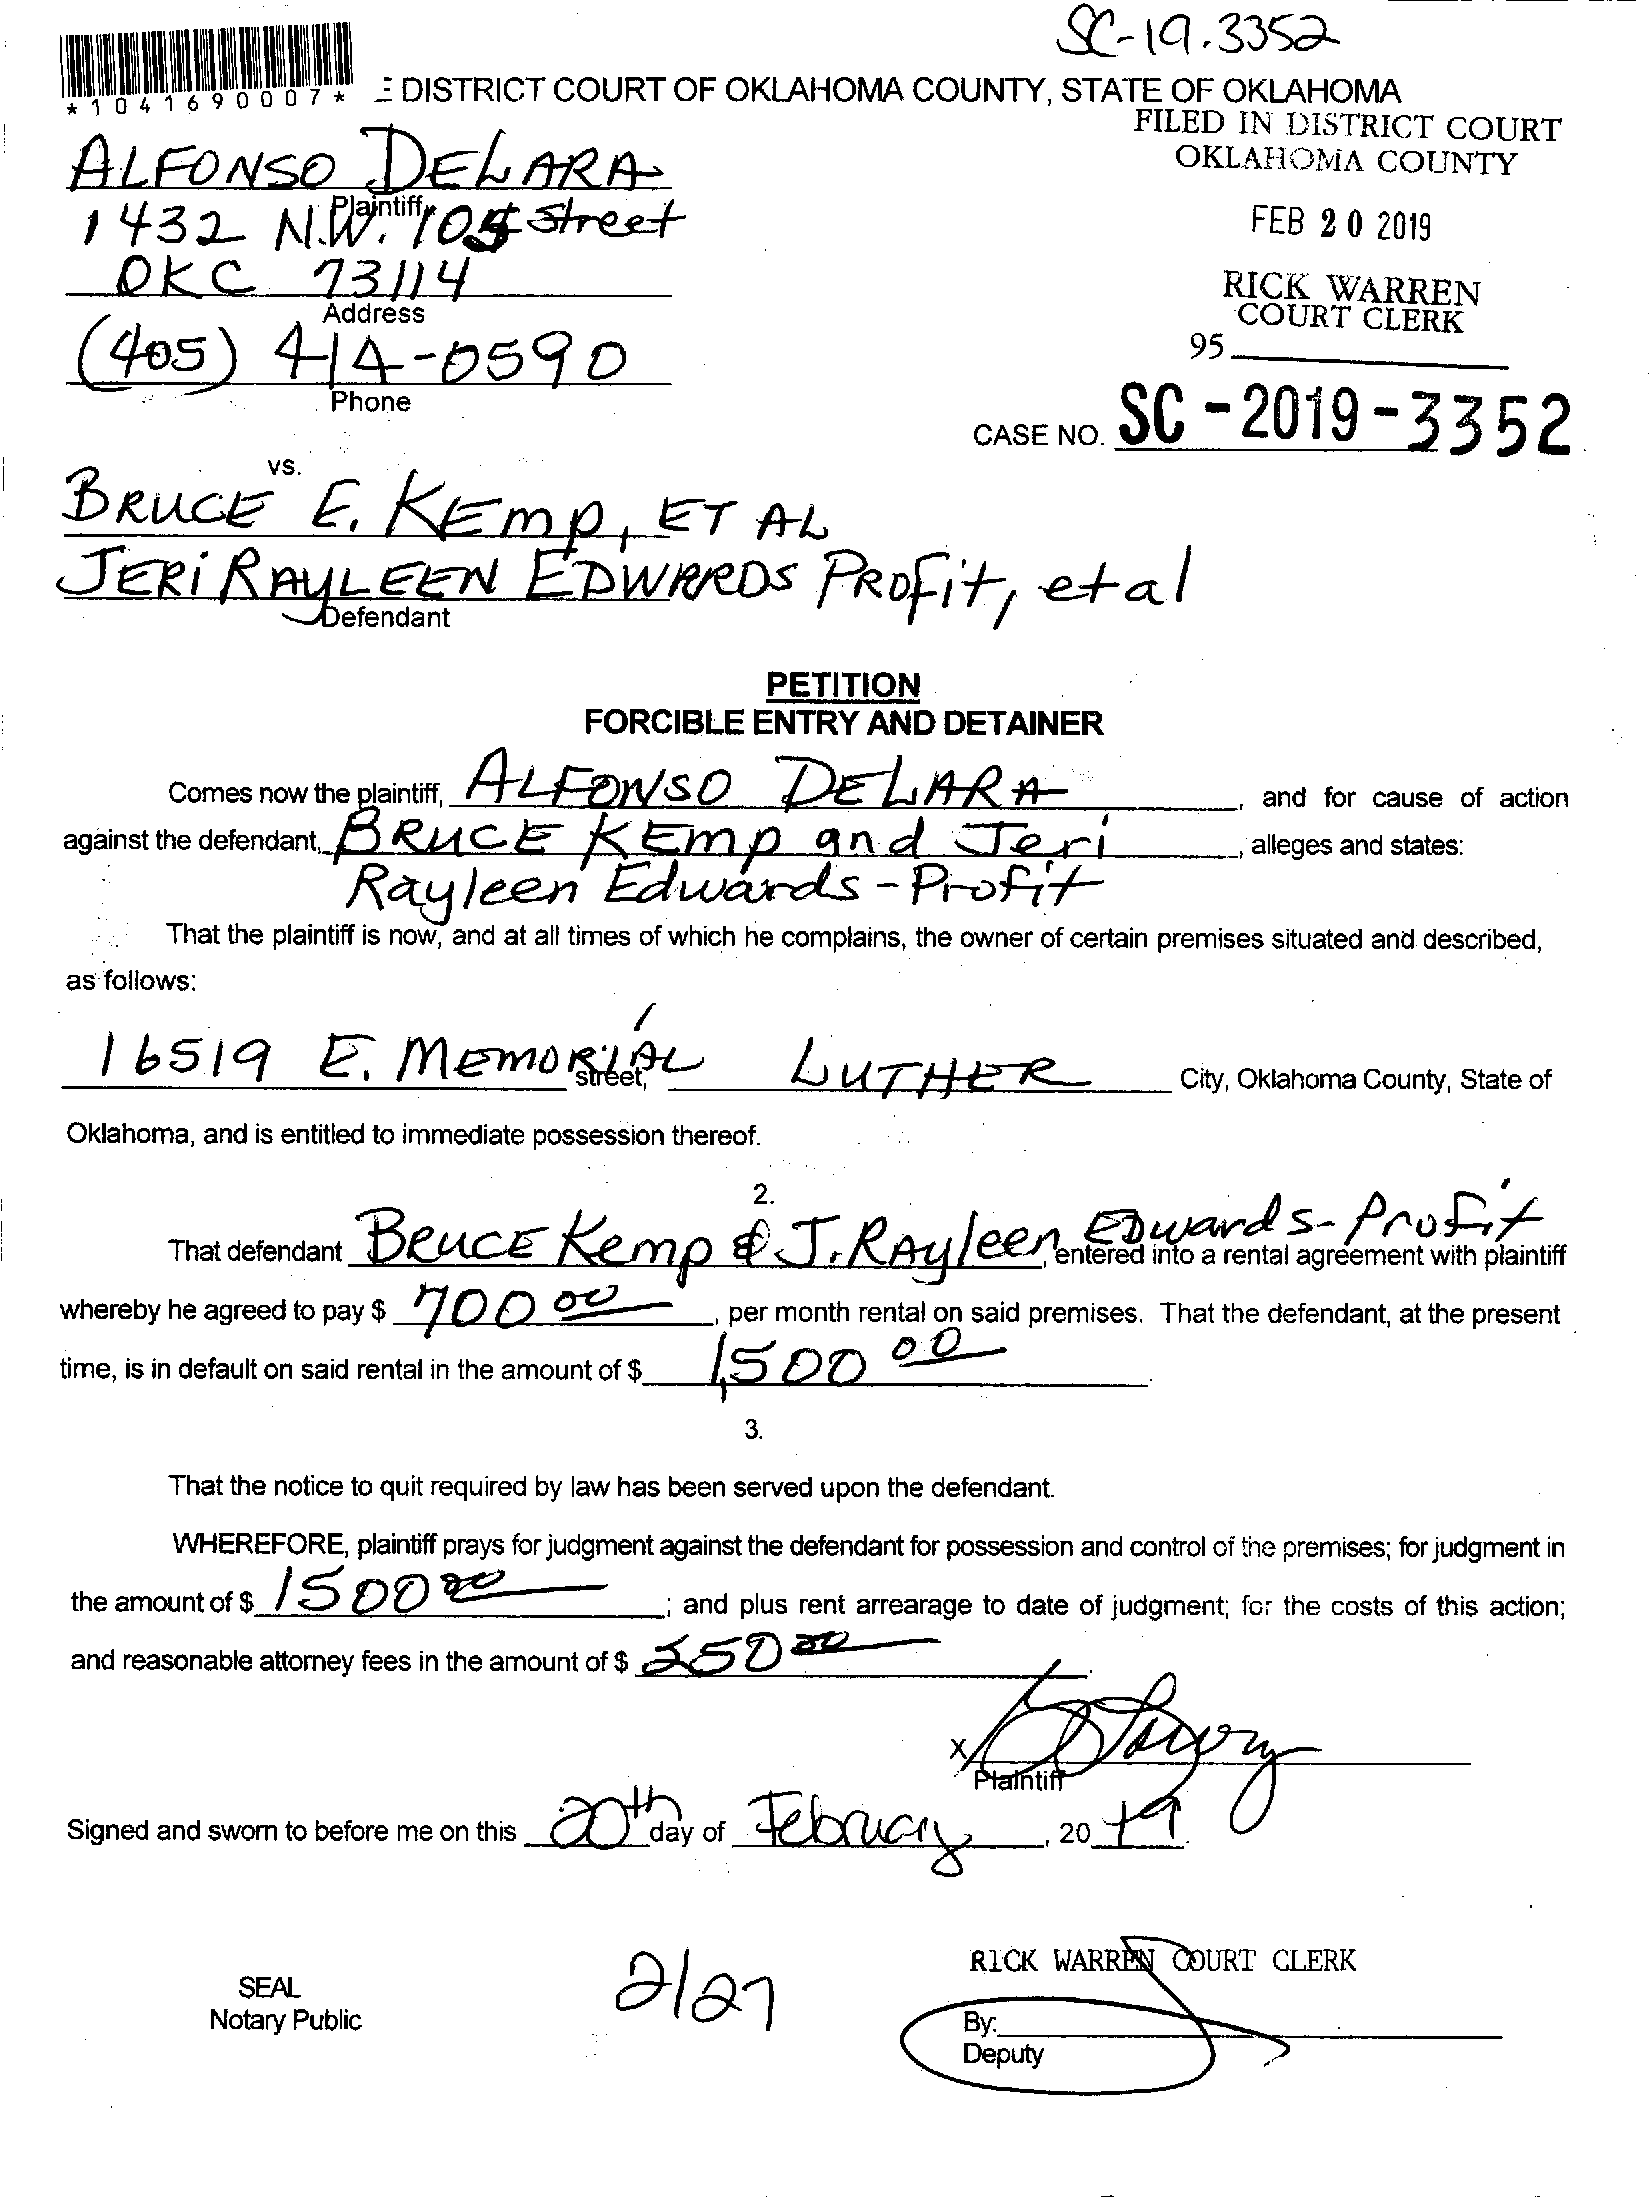 SC-19.3352
*1041690007*
DISTRICT COURT OF OKLAHOMA COUNTY, STATE OF OKLAHOMA
FILED IN DISTRICT COURT
OKLAHOMA COUNTY
ALFONSO DELARA
Plaintiff
1432 N.W. 105 Street
FEB 20 2019
OKC 73114
Address
RICK WARREN
COURT CLERK
(405) 414-0590
95
Phone
CASE NO. SC-2019-3352
vs.
BRUCE E. KEMP, ET AL
JERI RAYLEEN EDWARDS PROFIT, et al
Defendant
PETITION
FORCIBLE ENTRY AND DETAINER
Comes now the plaintiff, ALFONSO DELARA, and for cause of action
against the defendant, BRUCE KEMP and Jeri, alleges and states:
Rayleen Edwards-Profit
That the plaintiff is now, and at all times of which he complains, the owner of certain premises situated and described,
as follows:
16519 E. MEMORIAL street, LUTHER City, Oklahoma County, State of
Oklahoma, and is entitled to immediate possession thereof.
2.
That defendant BRUCE Kemp & J. RAyleen Edwards-Profit, entered into a rental agreement with plaintiff
whereby he agreed to pay $ 700 00, per month rental on said premises. That the defendant, at the present
time, is in default on said rental in the amount of $ 1,500 00
3.
That the notice to quit required by law has been served upon the defendant.
WHEREFORE, plaintiff prays for judgment against the defendant for possession and control of the premises; for judgment in
the amount of $ 1500 00; and plus rent arrearage to date of judgment; for the costs of this action;
and reasonable attorney fees in the amount of $
x
Plaintiff
Signed and sworn to before me on this 20th day of February, 20 19.
RICK WARREN COURT CLERK
SEAL
Notary Public
2/27
By:
Deputy